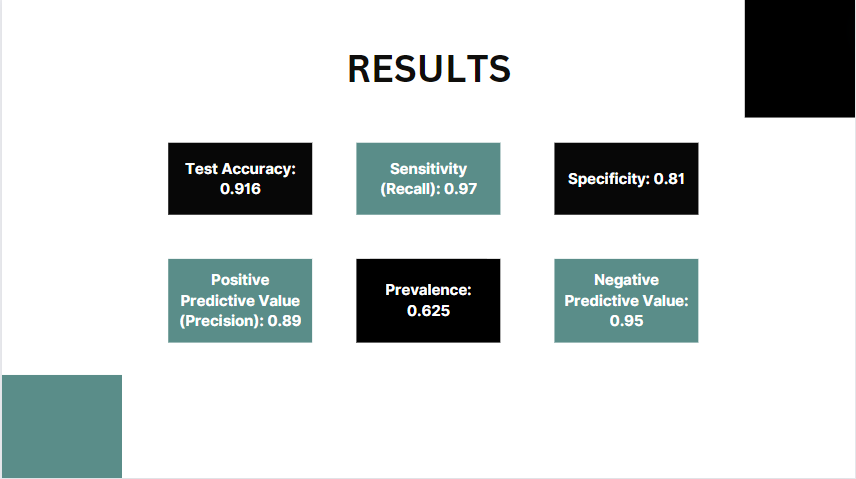 RESULTS
Test Accuracy:
0.916
Sensitivity
(Recall): 0.97
Specificity: 0.81
Positive
Predictive Value
(Precision): 0.89
Prevalence:
0.625
Negative
Predictive Value:
0.95